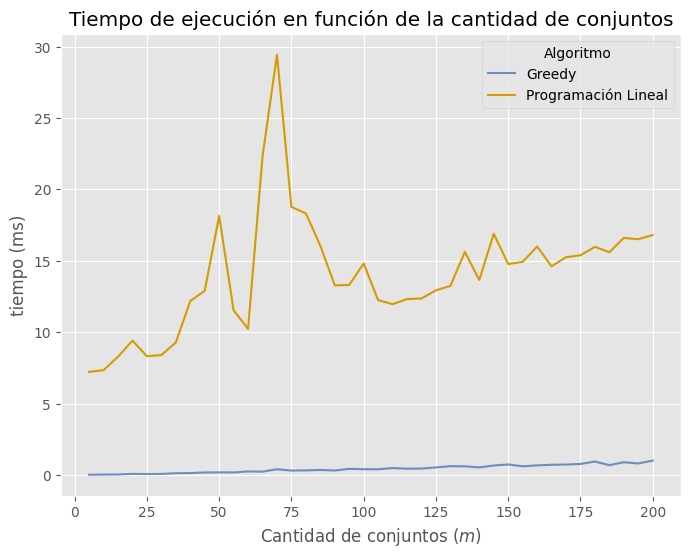 Tiempo de ejecución en función de la cantidad de conjuntos
Algoritmo
Greedy
Programación Lineal
tiempo (ms)
30
25
20
15
10
5
0
0 25 50 75 100 125 150 175 200
Cantidad de conjuntos (m)